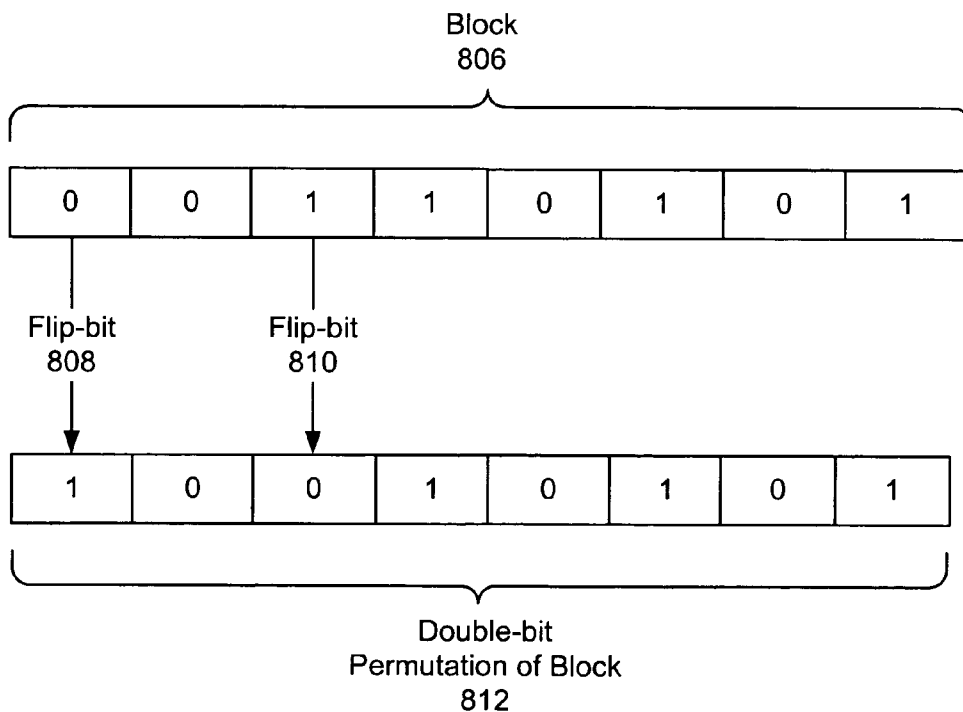 Block
806
0 0 1 1 0 1 0 1
Flip-bit
808
Flip-bit
810
1 0 0 1 0 1 0 1
Double-bit
Permutation of Block
812